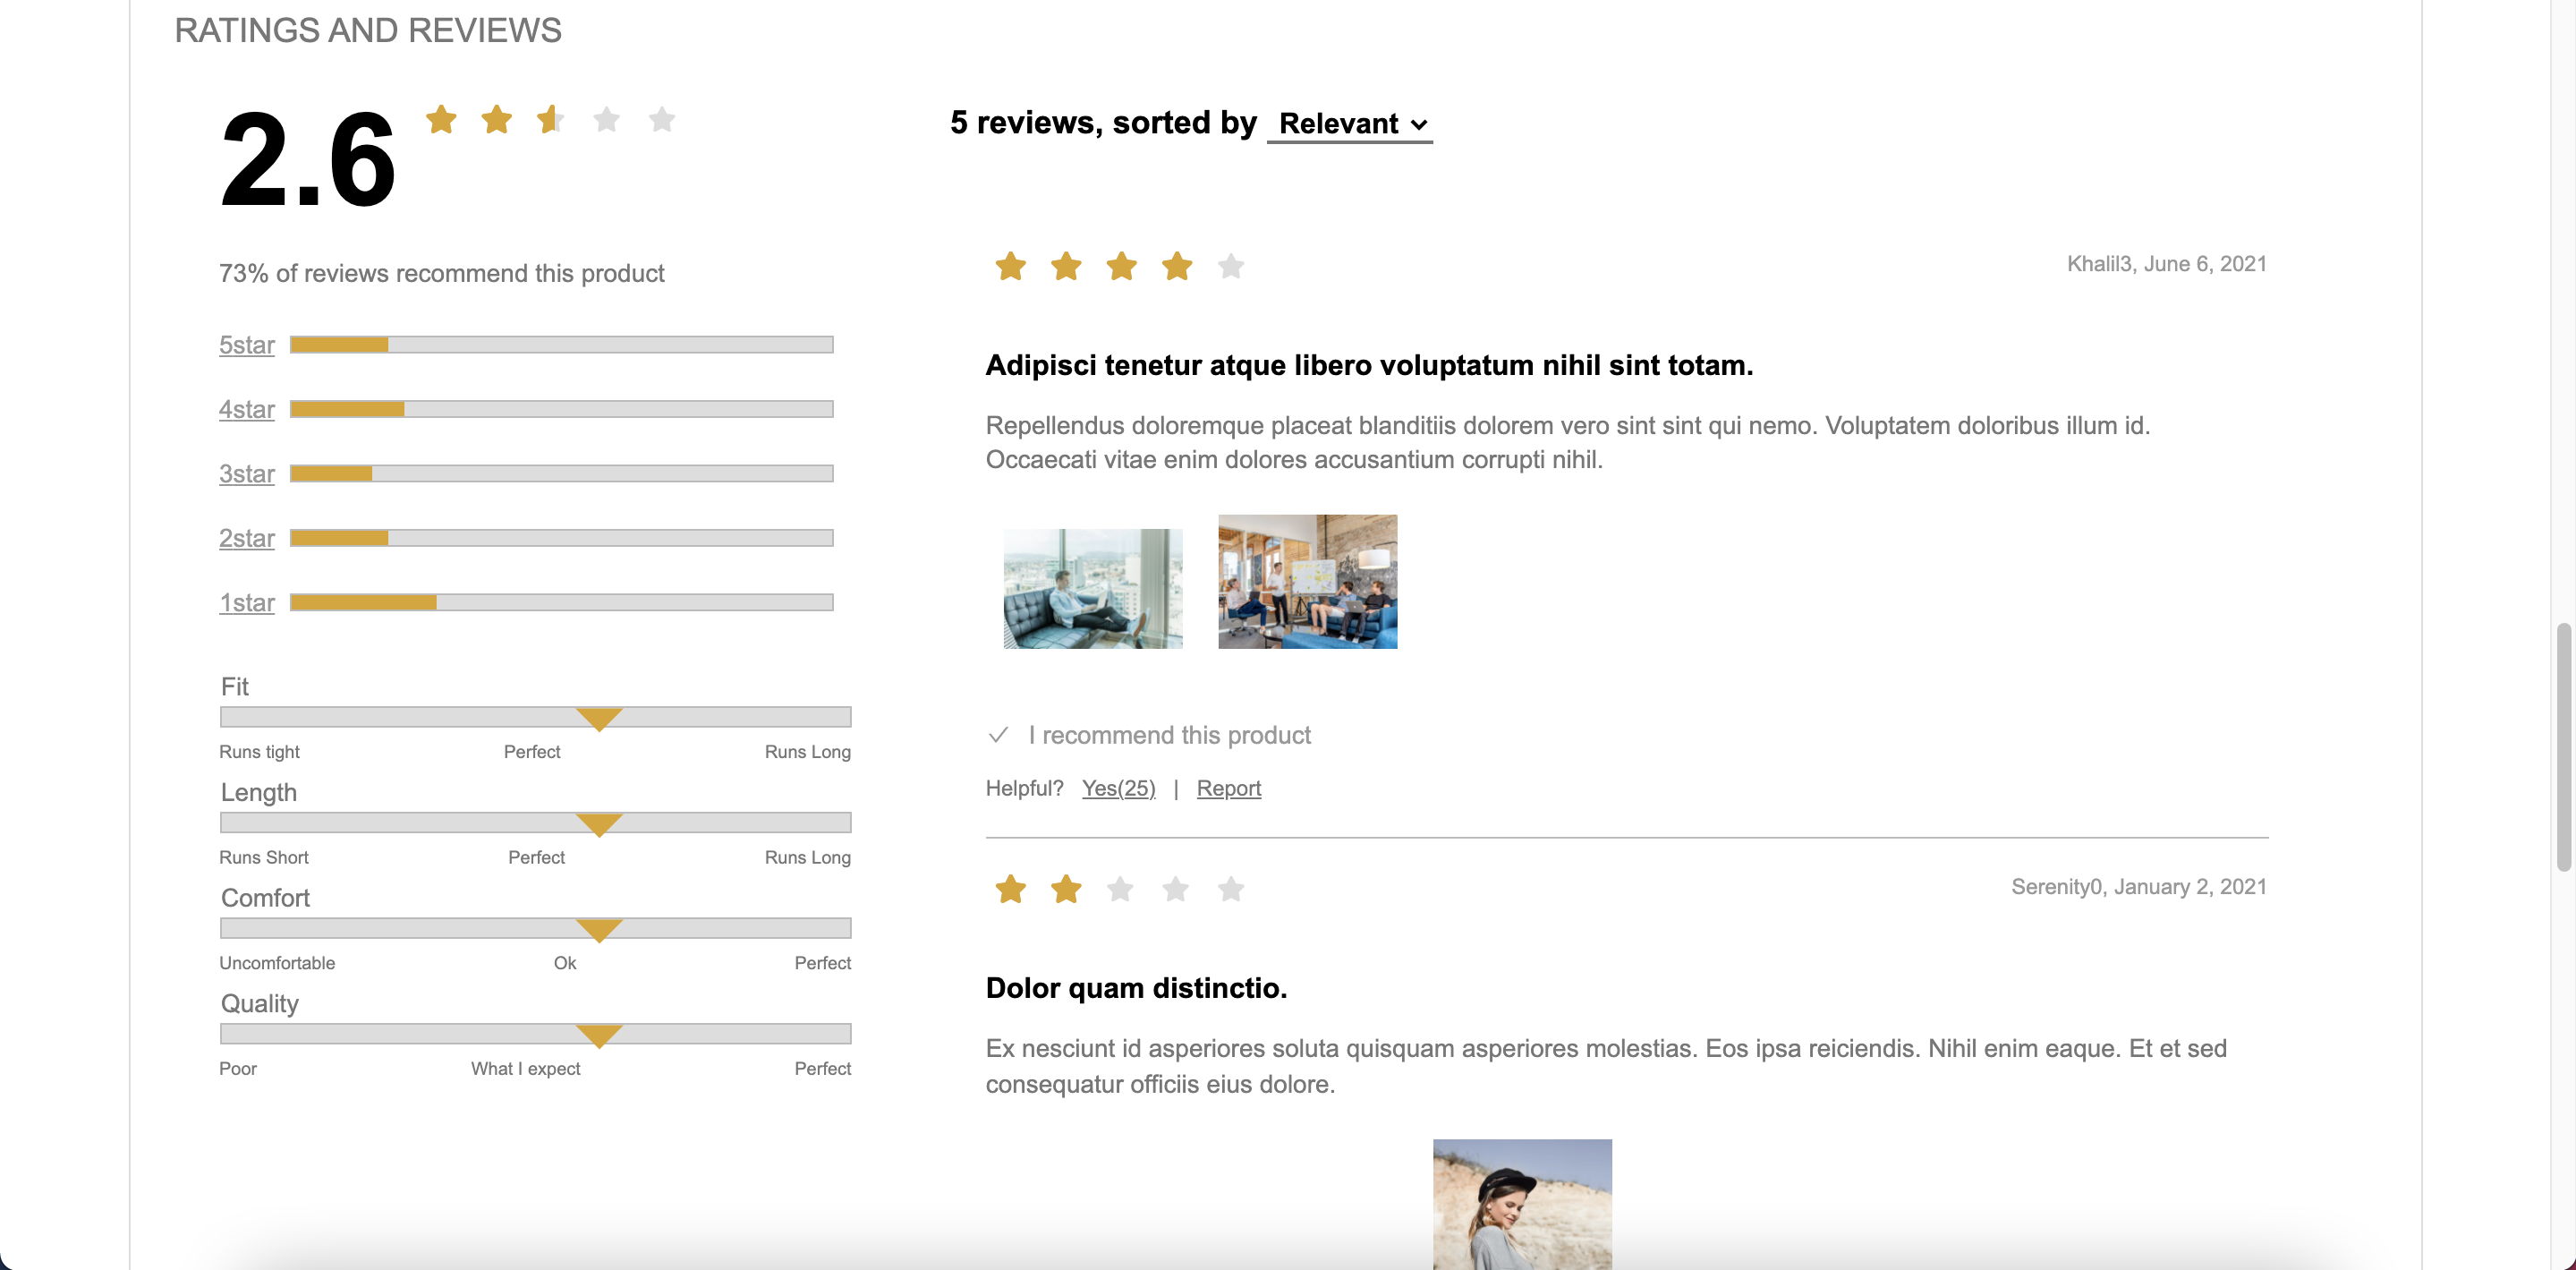 RATINGS AND REVIEWS
2.6
73% of reviews recommend this product
5star
4star
3star
2star
1star
Fit
Runs tight Perfect Runs Long
Length
Runs Short Perfect Runs Long
Comfort
Uncomfortable Ok Perfect
Quality
Poor What I expect Perfect
5 reviews, sorted by Relevant
Khalil3, June 6, 2021
Adipisci tenetur atque libero voluptatum nihil sint totam.
Repellendus doloremque placeat blanditiis dolorem vero sint sint qui nemo. Voluptatem doloribus illum id.
Occaecati vitae enim dolores accusantium corrupti nihil.
I recommend this product
Helpful? Yes(25) | Report
Serenity0, January 2, 2021
Dolor quam distinctio.
Ex nesciunt id asperiores soluta quisquam asperiores molestias. Eos ipsa reiciendis. Nihil enim eaque. Et et sed
consequatur officiis eius dolore.